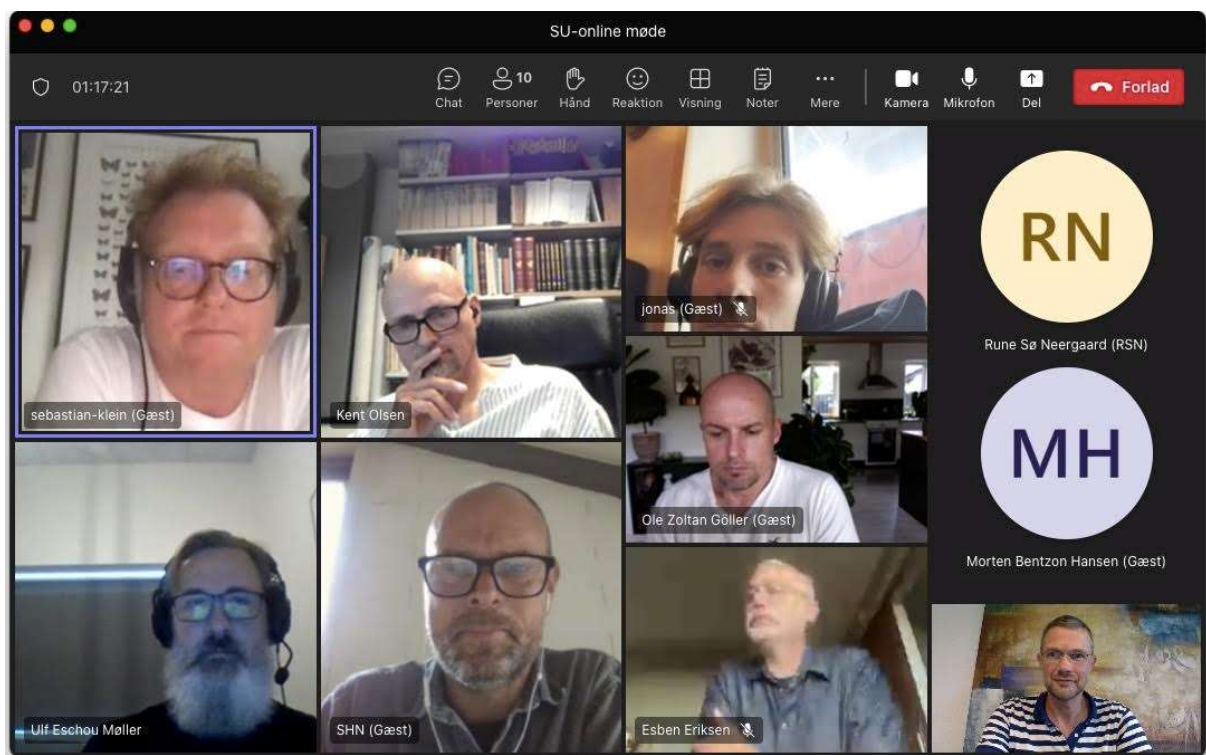 SU-online møde
01:17:21
Chat
Personer 10
Hånd
Reaktion
Visning
Noter
Mere
Kamera
Mikrofon
Del
Forlad
sebastian-klein (Gæst)
Kent Olsen
jonas (Gæst)
RN
Rune Sø Neergaard (RSN)
Ole Zoltan Göller (Gæst)
MH
Morten Bentzon Hansen (Gæst)
Ulf Eschou Møller
SHN (Gæst)
Esben Eriksen